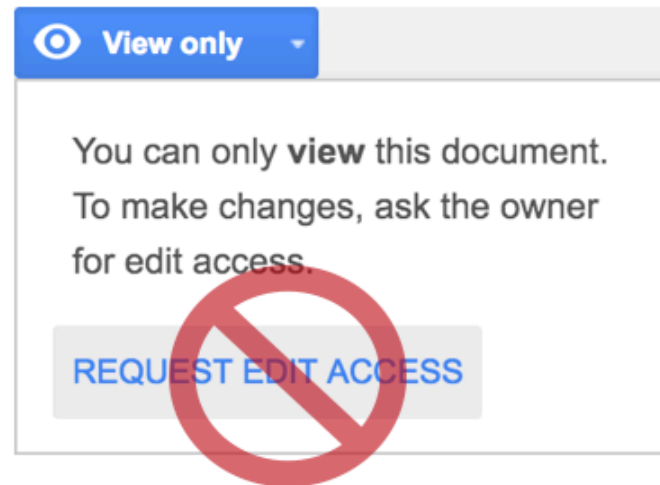 View only
You can only view this document.
To make changes, ask the owner
for edit access.
REQUEST EDIT ACCESS